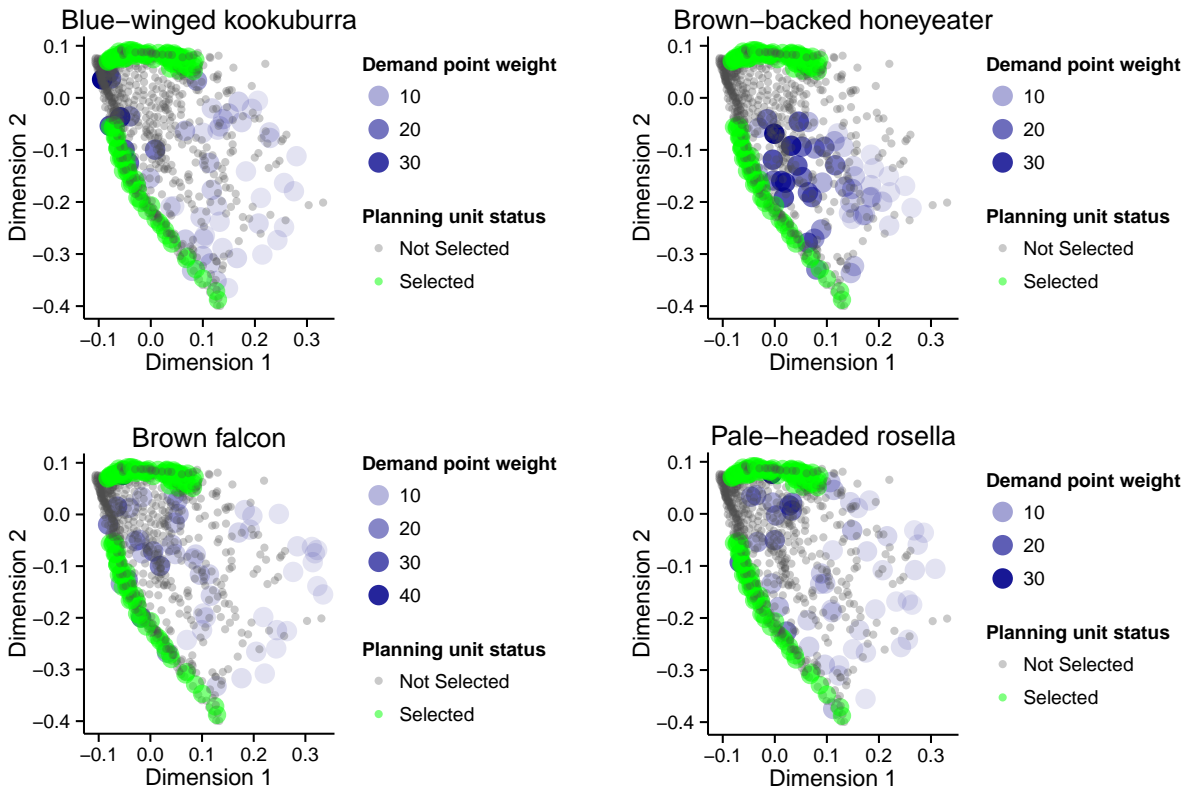 Blue−winged kookuburra
0.1
0.0
−0.1
−0.2
−0.3
−0.4
Dimension 2
−0.1 0.0 0.1 0.2 0.3
Dimension 1
Demand point weight
10
20
30
Planning unit status
Not Selected
Selected
Brown−backed honeyeater
0.1
0.0
−0.1
−0.2
−0.3
−0.4
Dimension 2
−0.1 0.0 0.1 0.2 0.3
Dimension 1
Demand point weight
10
20
30
Planning unit status
Not Selected
Selected
Brown falcon
0.1
0.0
−0.1
−0.2
−0.3
−0.4
Dimension 2
−0.1 0.0 0.1 0.2 0.3
Dimension 1
Demand point weight
10
20
30
40
Planning unit status
Not Selected
Selected
Pale−headed rosella
0.1
0.0
−0.1
−0.2
−0.3
−0.4
Dimension 2
−0.1 0.0 0.1 0.2 0.3
Dimension 1
Demand point weight
10
20
30
Planning unit status
Not Selected
Selected